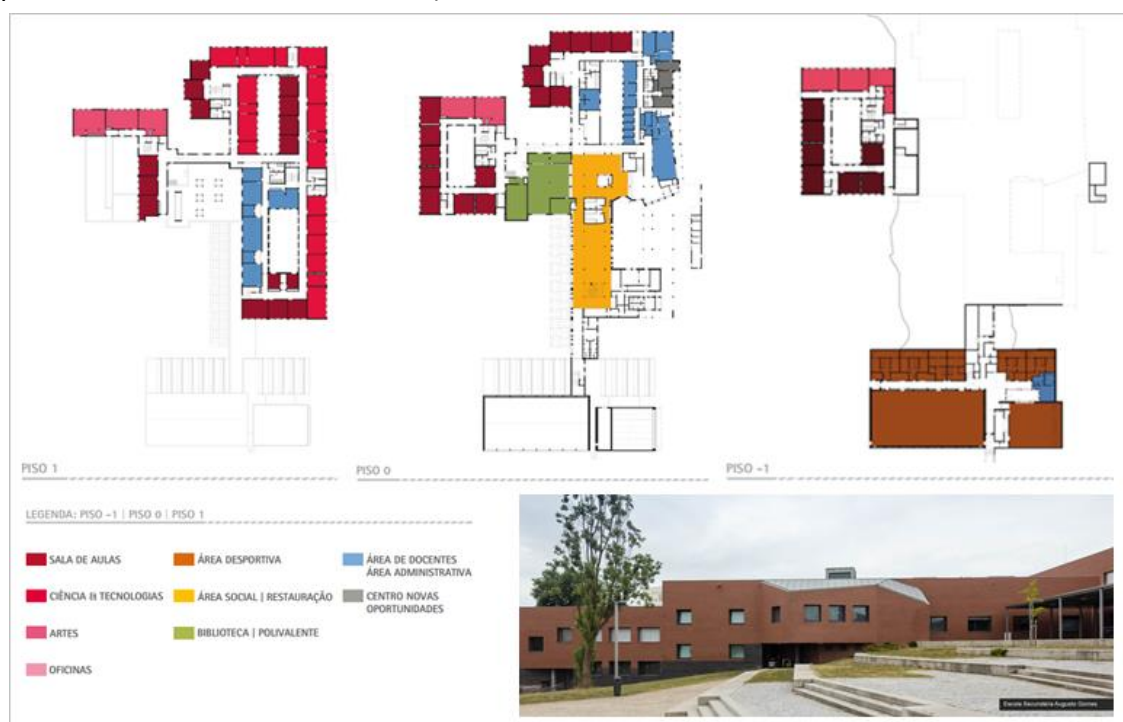 PISO 1
PISO 0
PISO -1
LEGENDA: PISO -1 | PISO 0 | PISO 1
SALA DE AULAS
CIÊNCIA & TECNOLOGIAS
ARTES
OFICINAS
ÁREA DESPORTIVA
ÁREA SOCIAL | RESTAURAÇÃO
BIBLIOTECA | POLIVALENTE
ÁREA DE DOCENTES
ÁREA ADMINISTRATIVA
CENTRO NOVAS
OPORTUNIDADES
Escola Secundária Augusto Gomes